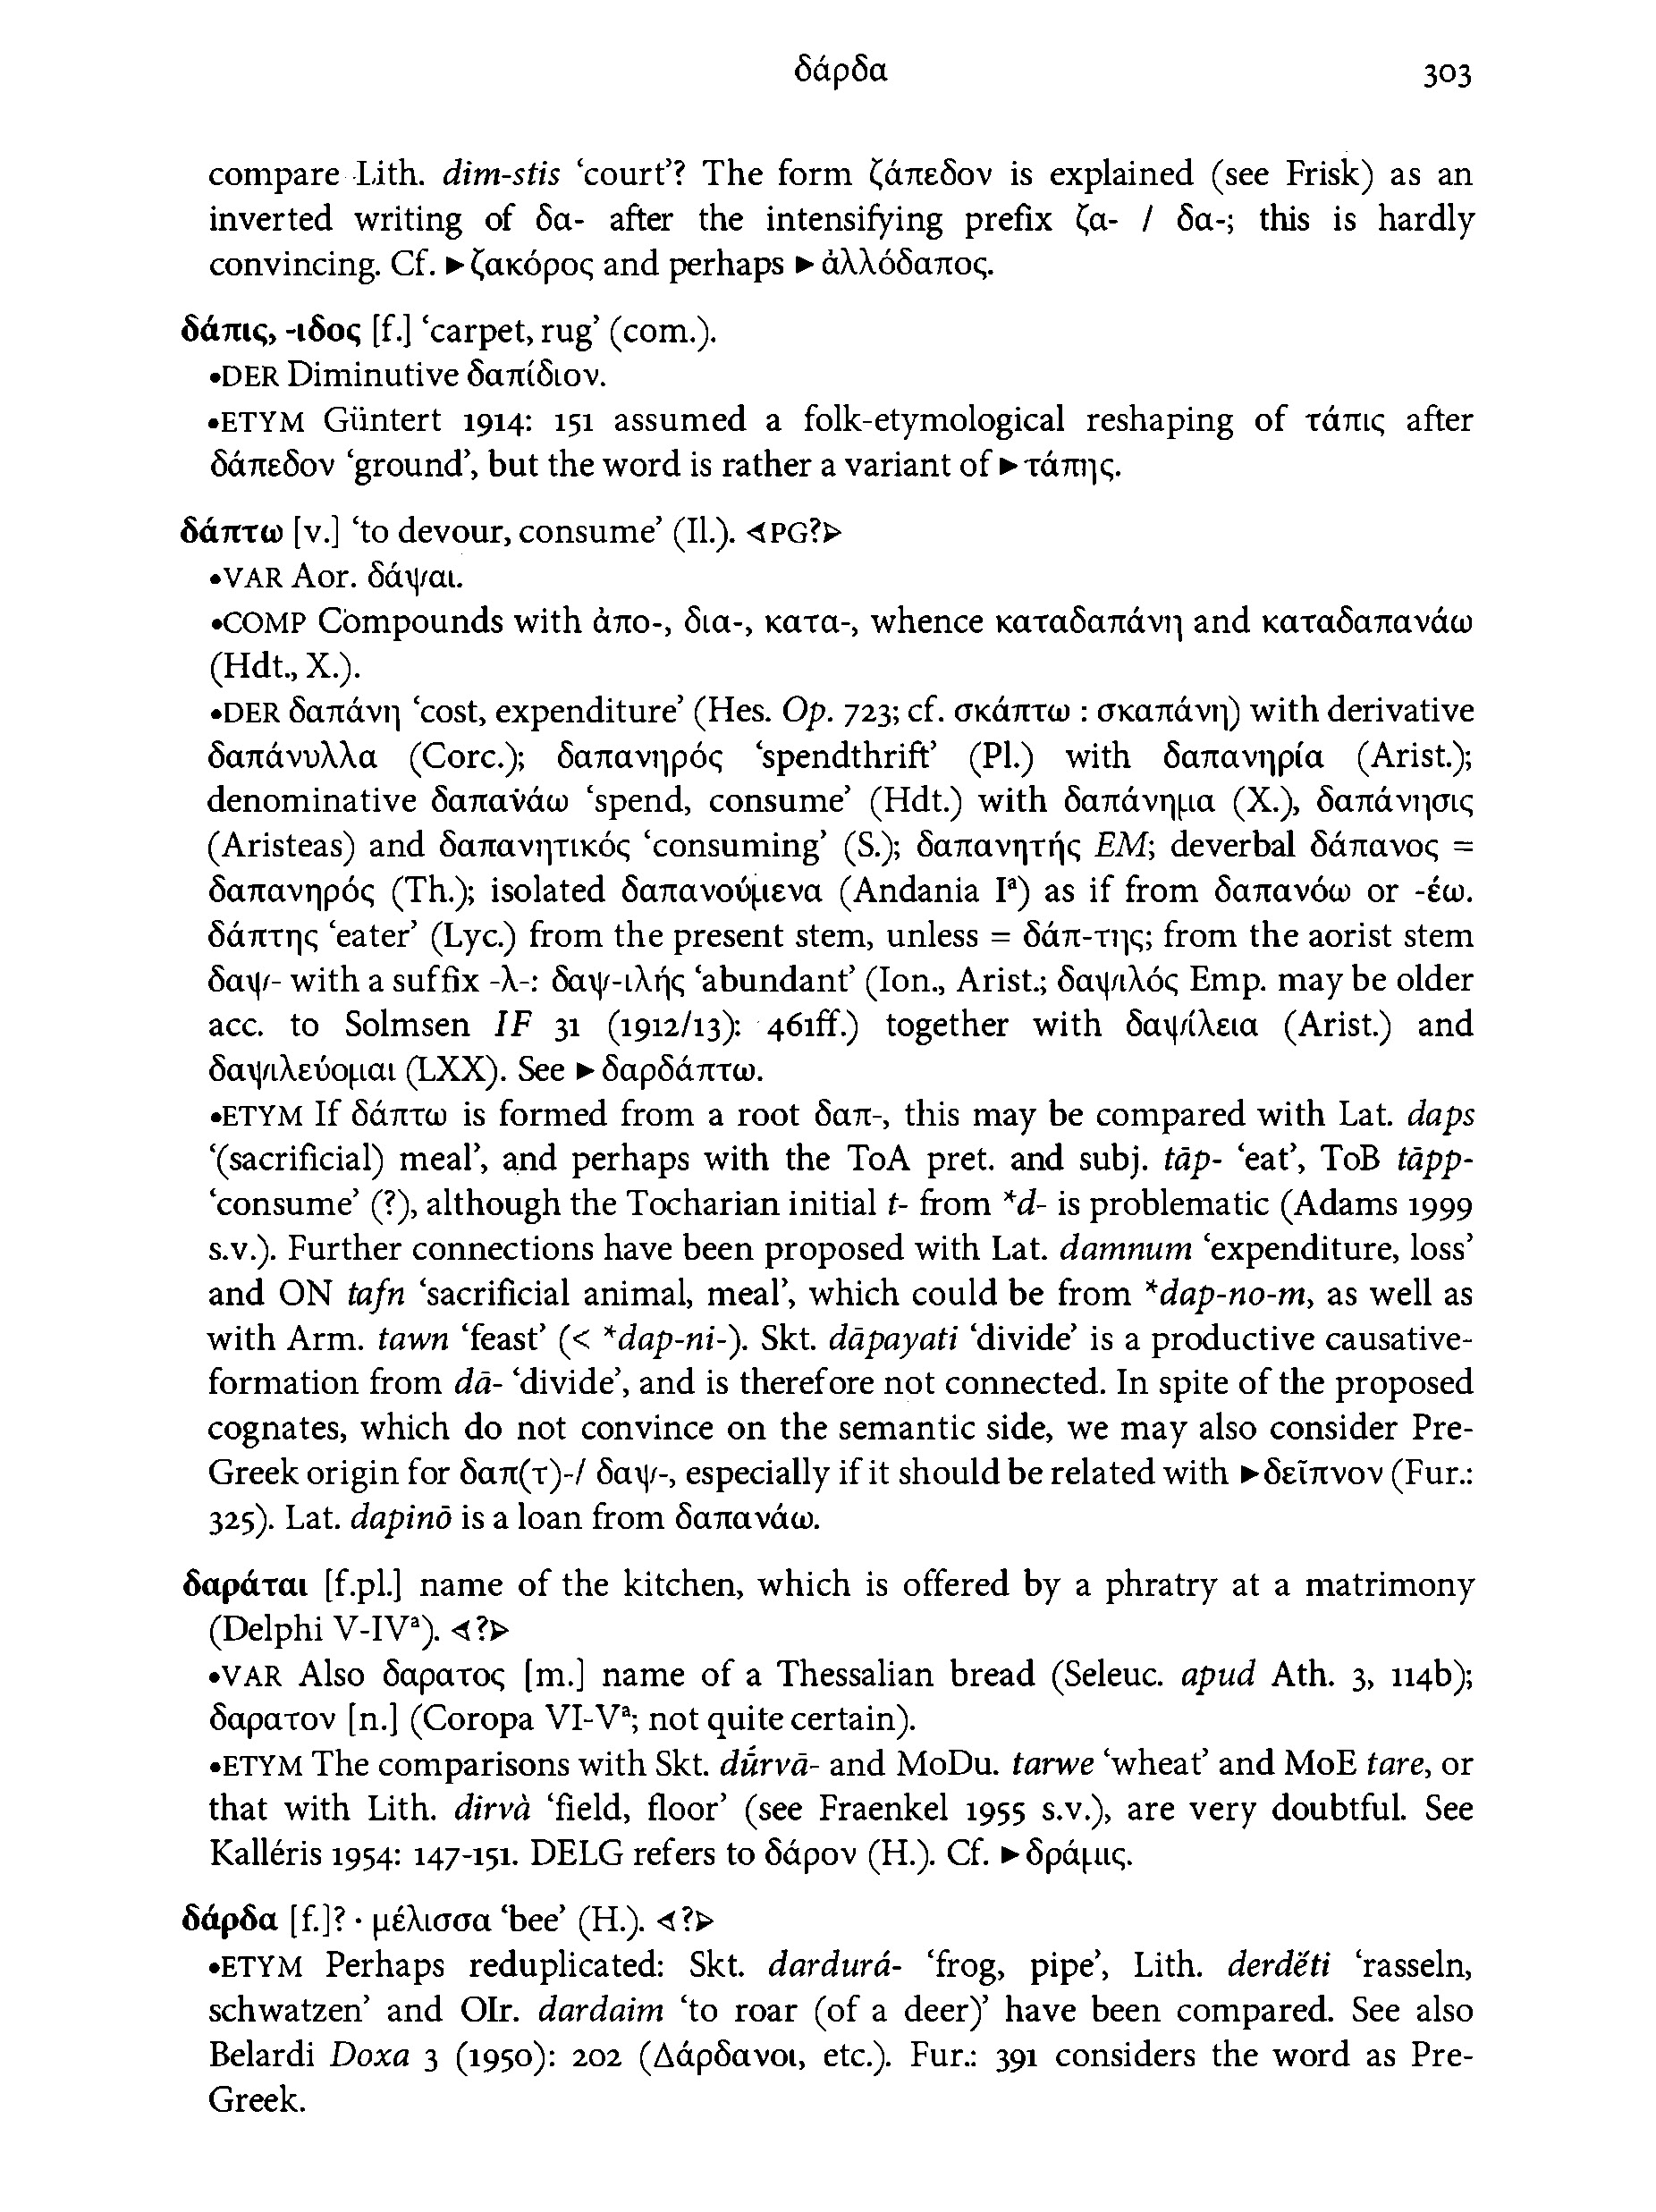 δάρδα 303
compare Lith. dim-stis ‘court’? The form ζάπεδον is explained (see Frisk) as an
inverted writing of δα- after the intensifying prefix ζα- / δα-; this is hardly
convincing. Cf. ►ζακόρος and perhaps ►ἀλλόδαπος.
δάπις, -ιδος [f.] ‘carpet, rug’ (com.).
•DER Diminutive δαπίδιον.
•ETYM Güntert 1914: 151 assumed a folk-etymological reshaping of τάπις after
δάπεδον ‘ground’, but the word is rather a variant of ►τάπης.
δάπτω [v.] ‘to devour, consume’ (Il.). ⊲PG?⊳
•VAR Aor. δάψαι.
•COMP Compounds with ἀπο-, δια-, κατα-, whence καταδαπάνη and καταδαπανάω
(Hdt., X.).
•DER δαπάνη ‘cost, expenditure’ (Hes. Op. 723; cf. σκάπτω : σκαπάνη) with derivative
δαπάνυλλα (Corc.); δαπανηρός ‘spendthrift’ (Pl.) with δαπανηρία (Arist.);
denominative δαπανάω ‘spend, consume’ (Hdt.) with δαπάνημα (X.), δαπάνησις
(Aristeas) and δαπανητικός ‘consuming’ (S.); δαπανητής EM; deverbal δάπανος =
δαπανηρός (Th.); isolated δαπανούμενα (Andania Iᵃ) as if from δαπανόω or -έω.
δάπτης ‘eater’ (Lyc.) from the present stem, unless = δάπ-της; from the aorist stem
δαψ- with a suffix -λ-: δαψ-ιλής ‘abundant’ (Ion., Arist.; δαψιλός Emp. may be older
acc. to Solmsen IF 31 (1912/13): 461ff.) together with δαψίλεια (Arist.) and
δαψιλεύομαι (LXX). See ►δαρδάπτω.
•ETYM If δάπτω is formed from a root δαπ-, this may be compared with Lat. daps
‘(sacrificial) meal’, and perhaps with the ToA pret. and subj. tāp- ‘eat’, ToB tāpp-
‘consume’ (?), although the Tocharian initial t- from *d- is problematic (Adams 1999
s.v.). Further connections have been proposed with Lat. damnum ‘expenditure, loss’
and ON tafn ‘sacrificial animal, meal’, which could be from *dap-no-m, as well as
with Arm. tawn ‘feast’ (< *dap-ni-). Skt. dāpayati ‘divide’ is a productive causative-
formation from dā- ‘divide’, and is therefore not connected. In spite of the proposed
cognates, which do not convince on the semantic side, we may also consider Pre-
Greek origin for δαπ(τ)-/ δαψ-, especially if it should be related with ►δεῖπνον (Fur.:
325). Lat. dapinō is a loan from δαπανάω.
δαράται [f.pl.] name of the kitchen, which is offered by a phratry at a matrimony
(Delphi V-IVᵃ). ⊲?⊳
•VAR Also δαρατος [m.] name of a Thessalian bread (Seleuc. apud Ath. 3, 114b);
δαρατον [n.] (Coropa VI-Vᵃ; not quite certain).
•ETYM The comparisons with Skt. dū́rvā- and MoDu. tarwe ‘wheat’ and MoE tare, or
that with Lith. dirvà ‘field, floor’ (see Fraenkel 1955 s.v.), are very doubtful. See
Kalléris 1954: 147-151. DELG refers to δάρον (H.). Cf. ►δράμις.
δάρδα [f.]? · μέλισσα ‘bee’ (H.). ⊲?⊳
•ETYM Perhaps reduplicated: Skt. dardurá- ‘frog, pipe’, Lith. derdė́ti ‘rasseln,
schwatzen’ and OIr. dardaim ‘to roar (of a deer)’ have been compared. See also
Belardi Doxa 3 (1950): 202 (Δάρδανοι, etc.). Fur.: 391 considers the word as Pre-
Greek.